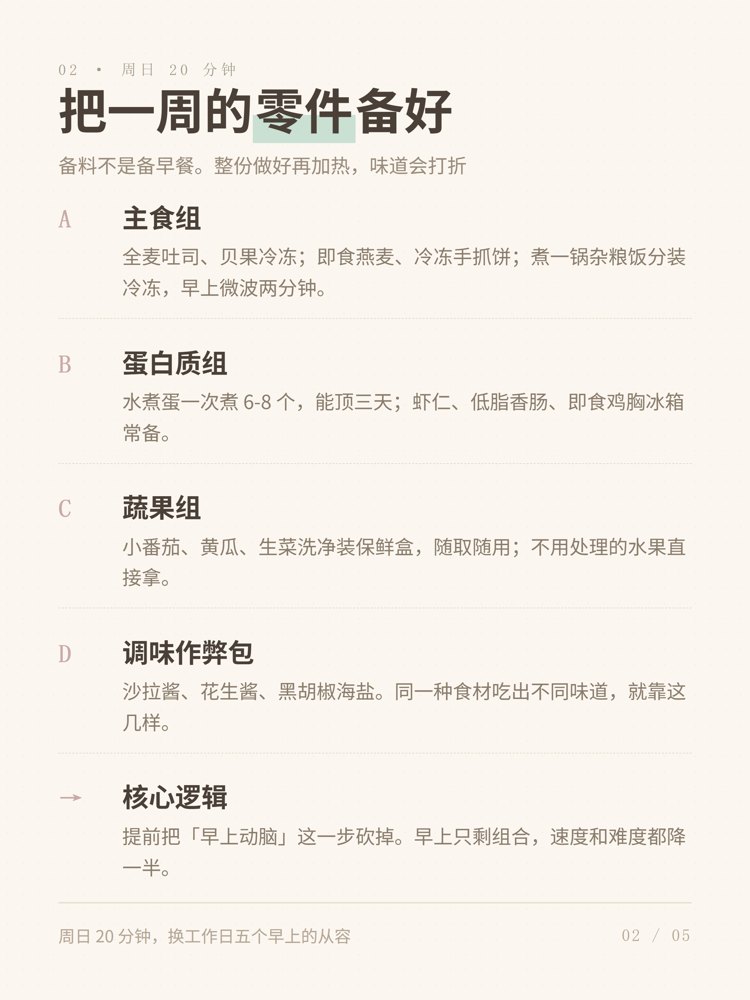 02 • 周日 20 分钟
把一周的零件备好
备料不是备早餐。整份做好再加热，味道会打折
A 主食组
全麦吐司、贝果冷冻；即食燕麦、冷冻手抓饼；煮一锅杂粮饭分装
冷冻，早上微波两分钟。
B 蛋白质组
水煮蛋一次煮 6-8 个，能顶三天；虾仁、低脂香肠、即食鸡胸冰箱
常备。
C 蔬果组
小番茄、黄瓜、生菜洗净装保鲜盒，随取随用；不用处理的水果直
接拿。
D 调味作弊包
沙拉酱、花生酱、黑胡椒海盐。同一种食材吃出不同味道，就靠这
几样。
→ 核心逻辑
提前把「早上动脑」这一步砍掉。早上只剩组合，速度和难度都降
一半。
周日 20 分钟，换工作日五个早上的从容
02 / 05